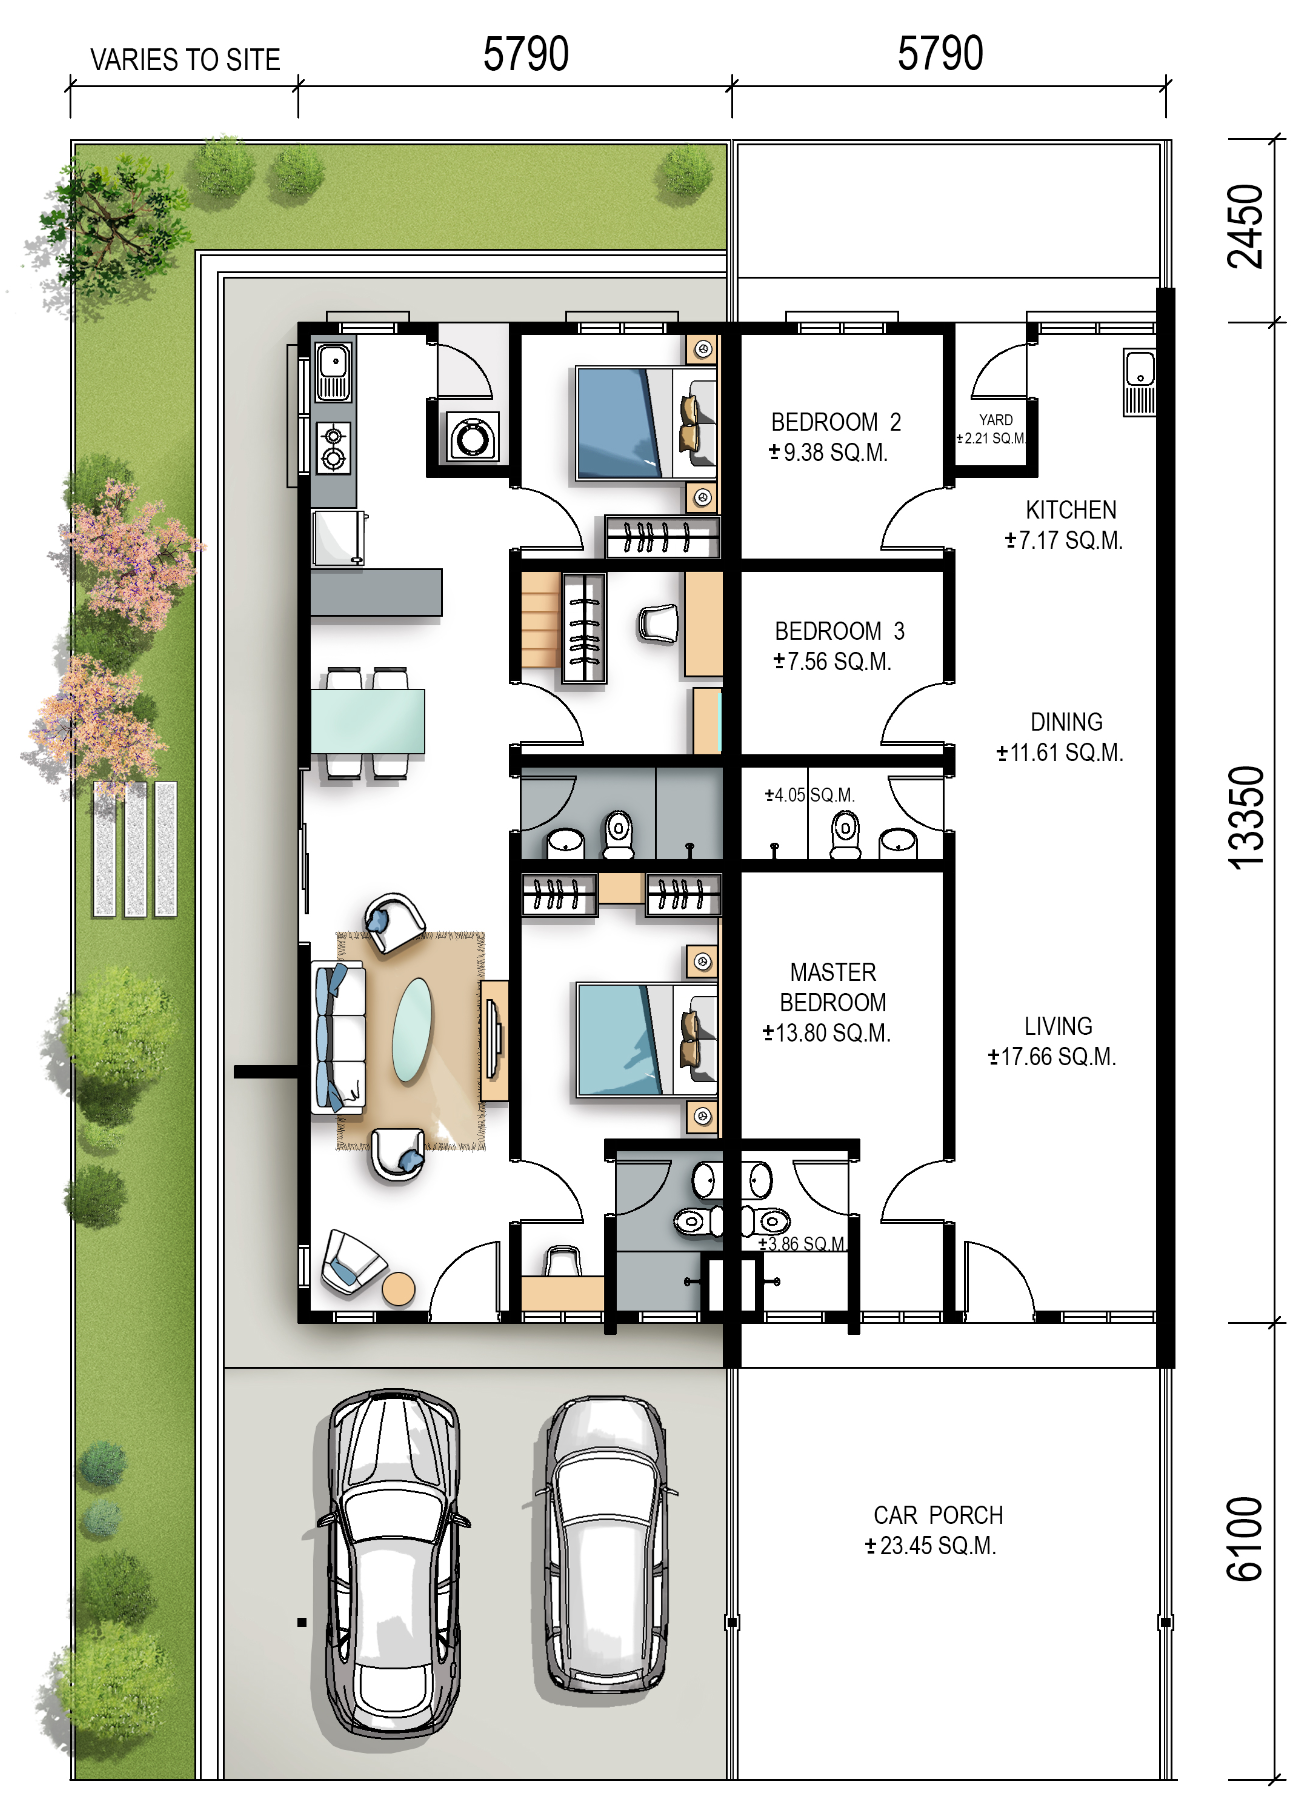 VARIES TO SITE
5790
5790
2450
BEDROOM 2
±9.38 SQ.M.
YARD
±2.21 SQ.M.
KITCHEN
±7.17 SQ.M.
BEDROOM 3
±7.56 SQ.M.
DINING
±11.61 SQ.M.
±4.05 SQ.M.
13350
MASTER
BEDROOM
±13.80 SQ.M.
LIVING
±17.66 SQ.M.
±3.86 SQ.M.
CAR PORCH
±23.45 SQ.M.
6100